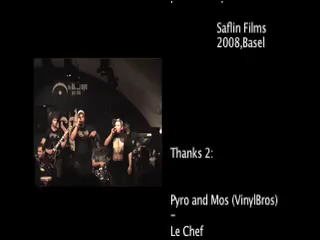 Saflin Films
2008,Basel
Thanks 2:
Pyro and Mos (VinylBros)
-
Le Chef